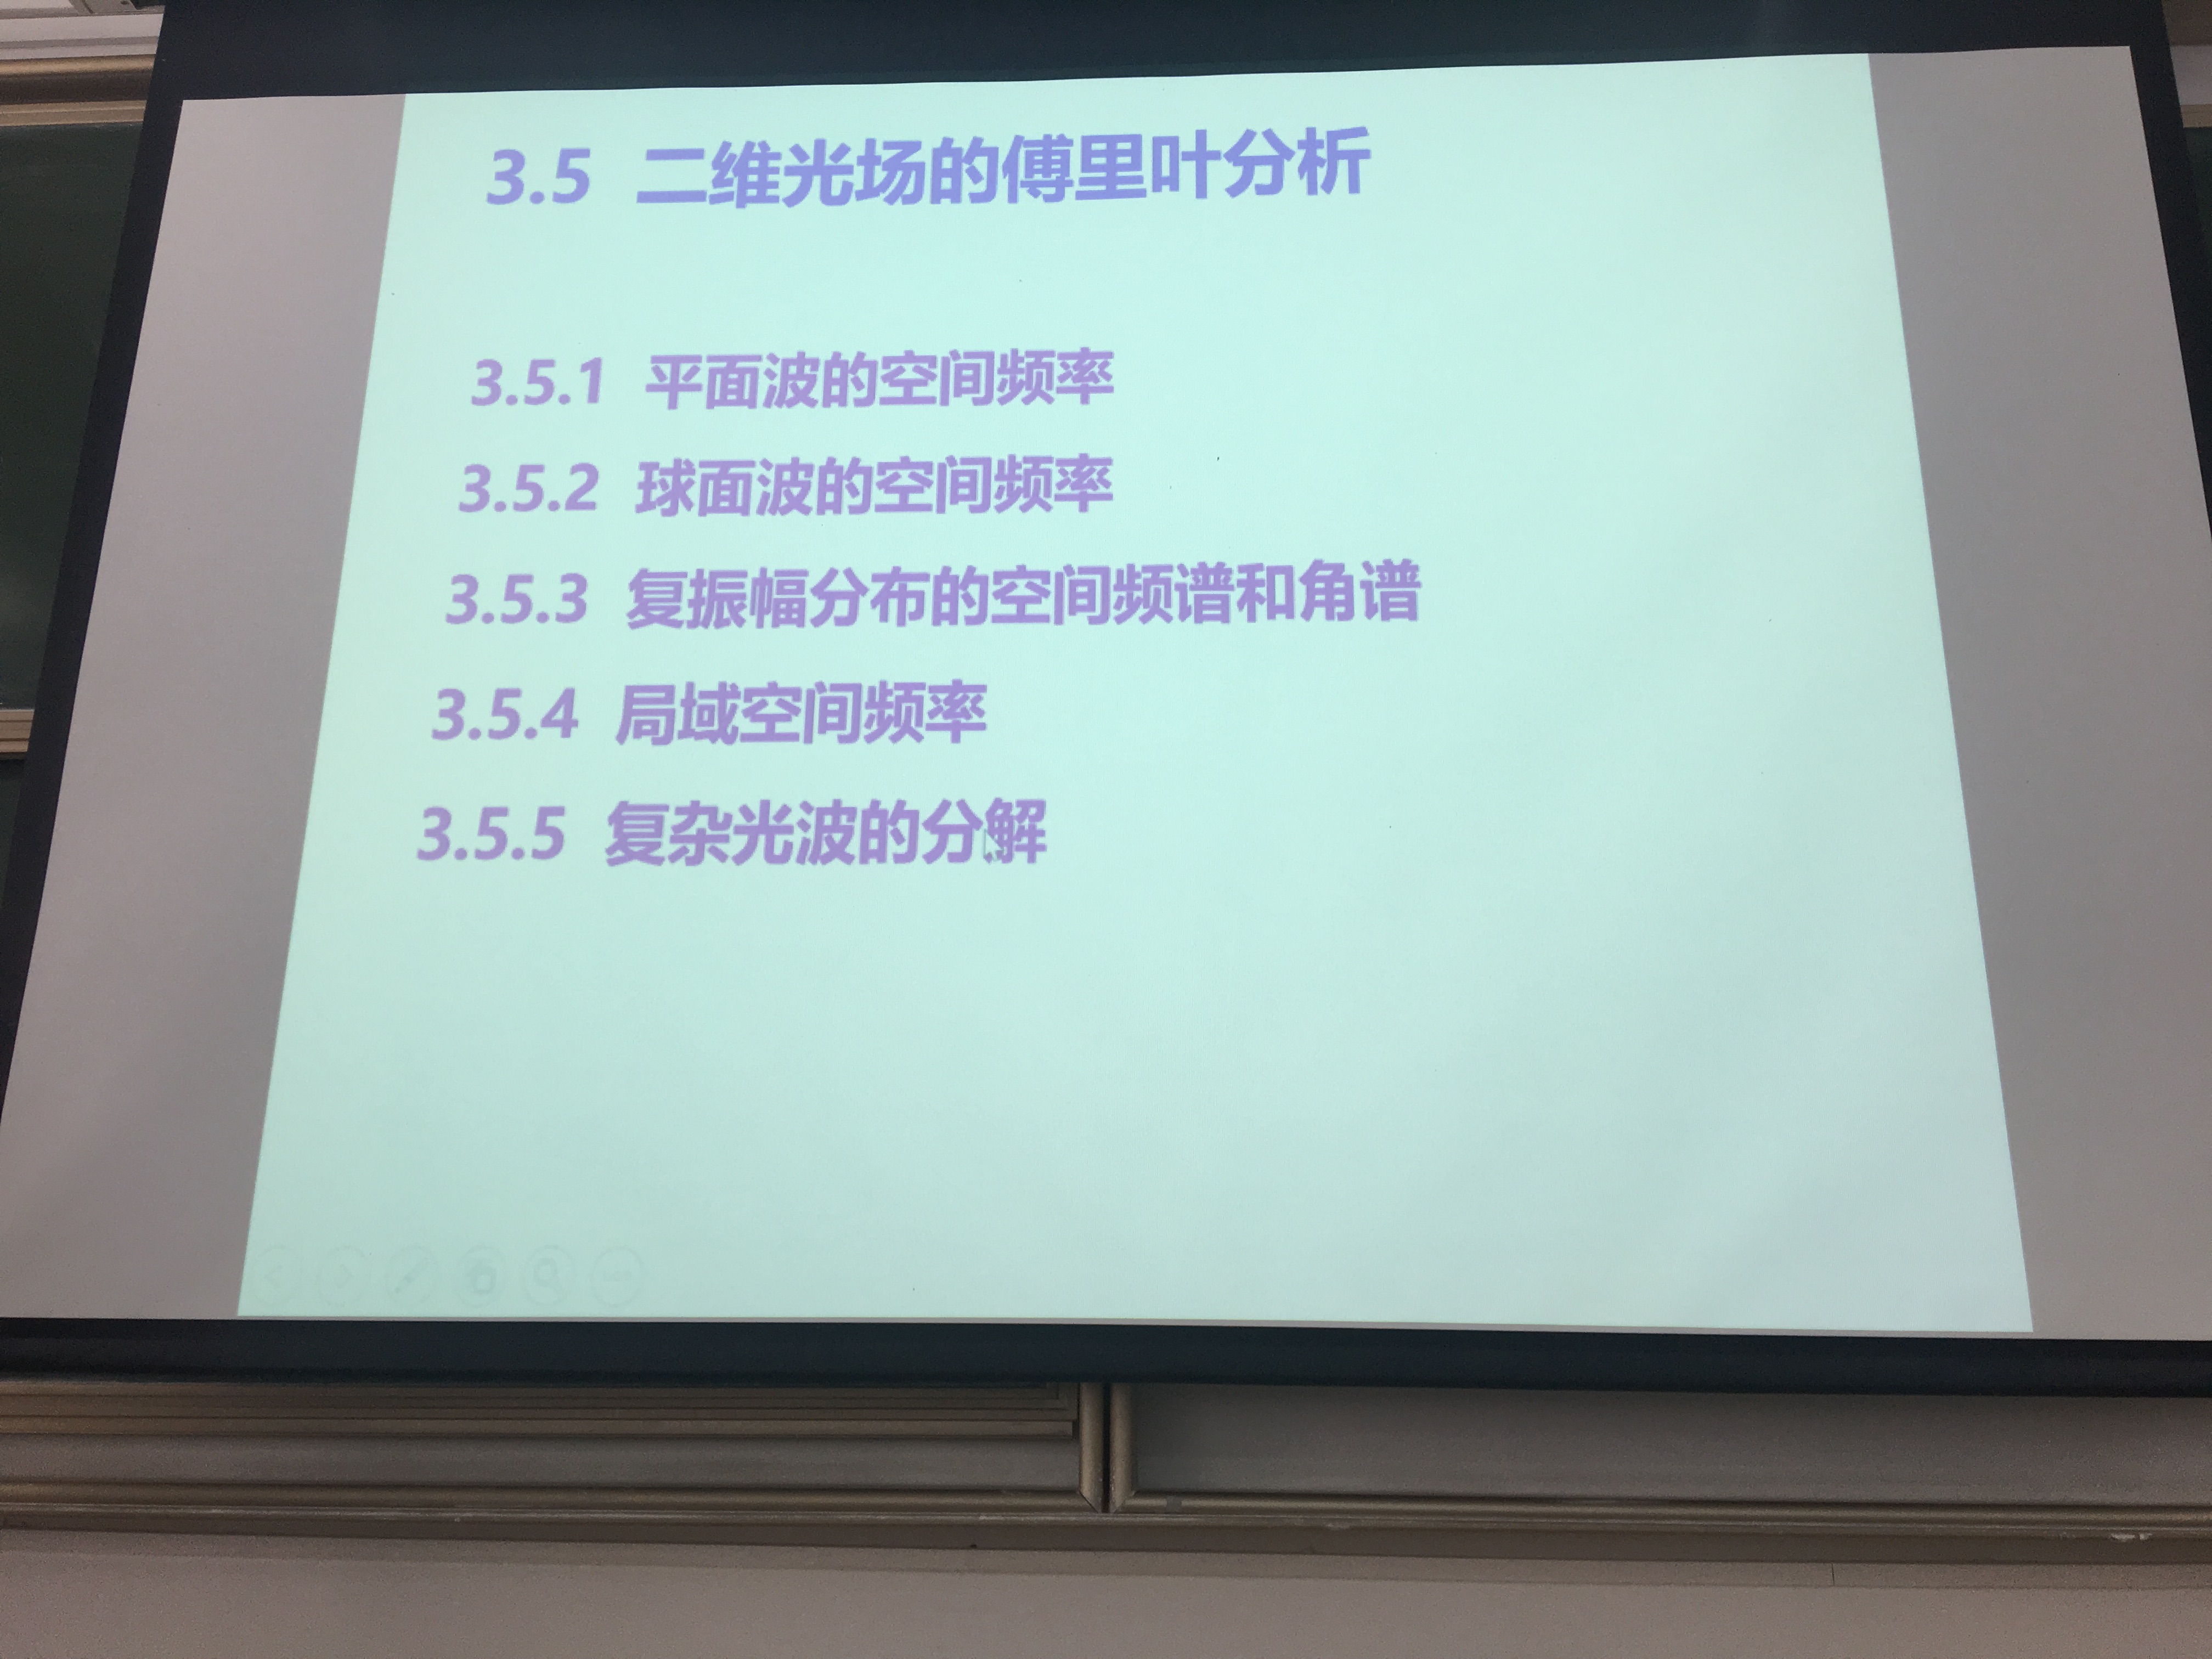 3.5 二维光场的傅里叶分析
3.5.1 平面波的空间频率
3.5.2 球面波的空间频率
3.5.3 复振幅分布的空间频谱和角谱
3.5.4 局域空间频率
3.5.5 复杂光波的分解